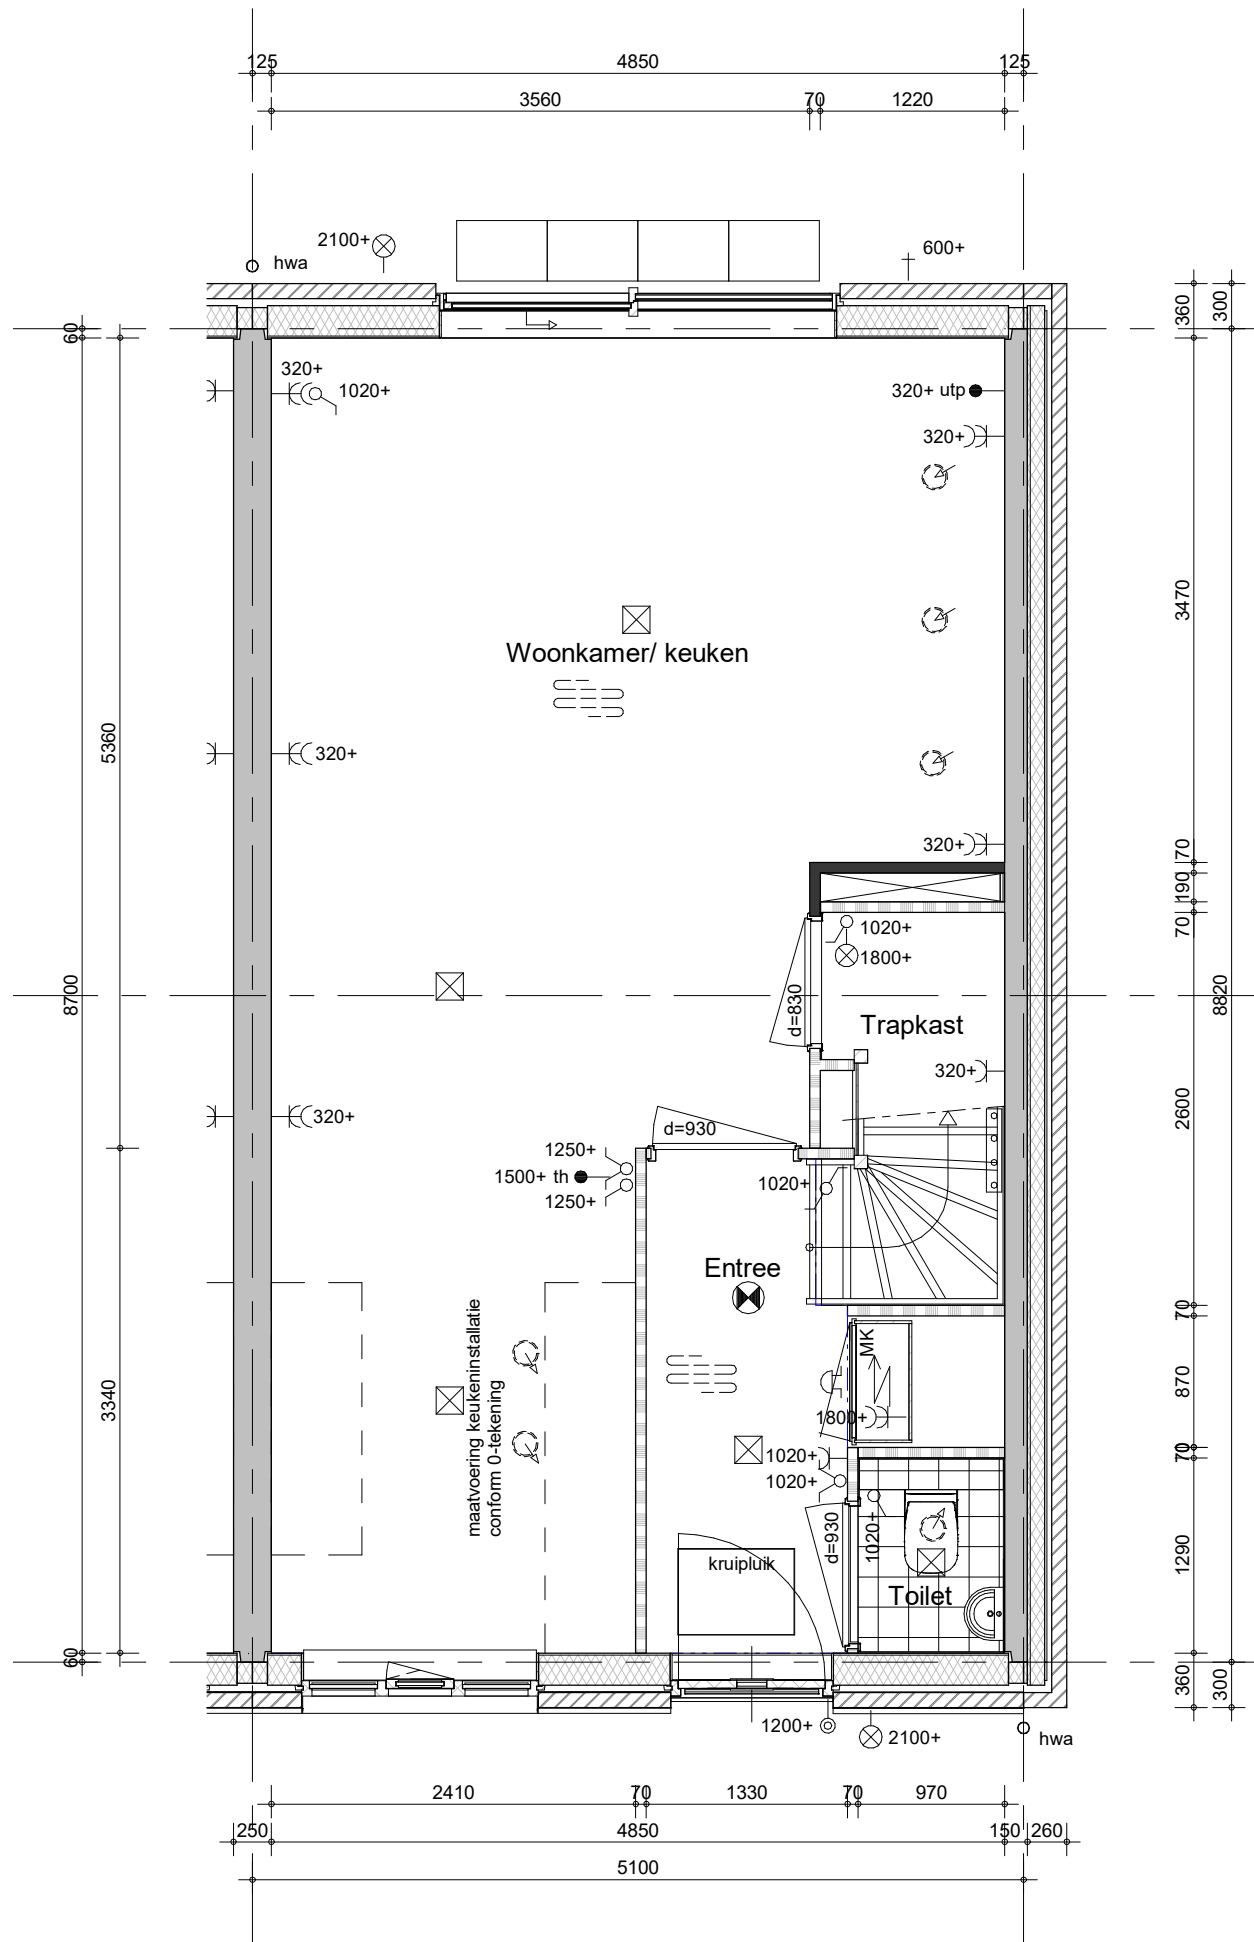 125 4850 125
3560 70 1220
2100+
hwa
600+
360 300
60
320+
1020+
320+ utp
320+
3470
Woonkamer/ keuken
5360
320+
320+
70
190
70
1020+
1800+
8700
d=830
8820
Trapkast
320+
2600
320+
d=930
1250+
1500+ th
1250+
1020+
Entree
70
maatvoering keukeninstallatie
conform 0-tekening
MK
870
3340
1800+
70
1020+
1020+
1020+
d=930
kruipluik
1290
Toilet
60
360 300
1200+
2100+
hwa
2410 70 1330 70 970
250 4850 150 260
5100